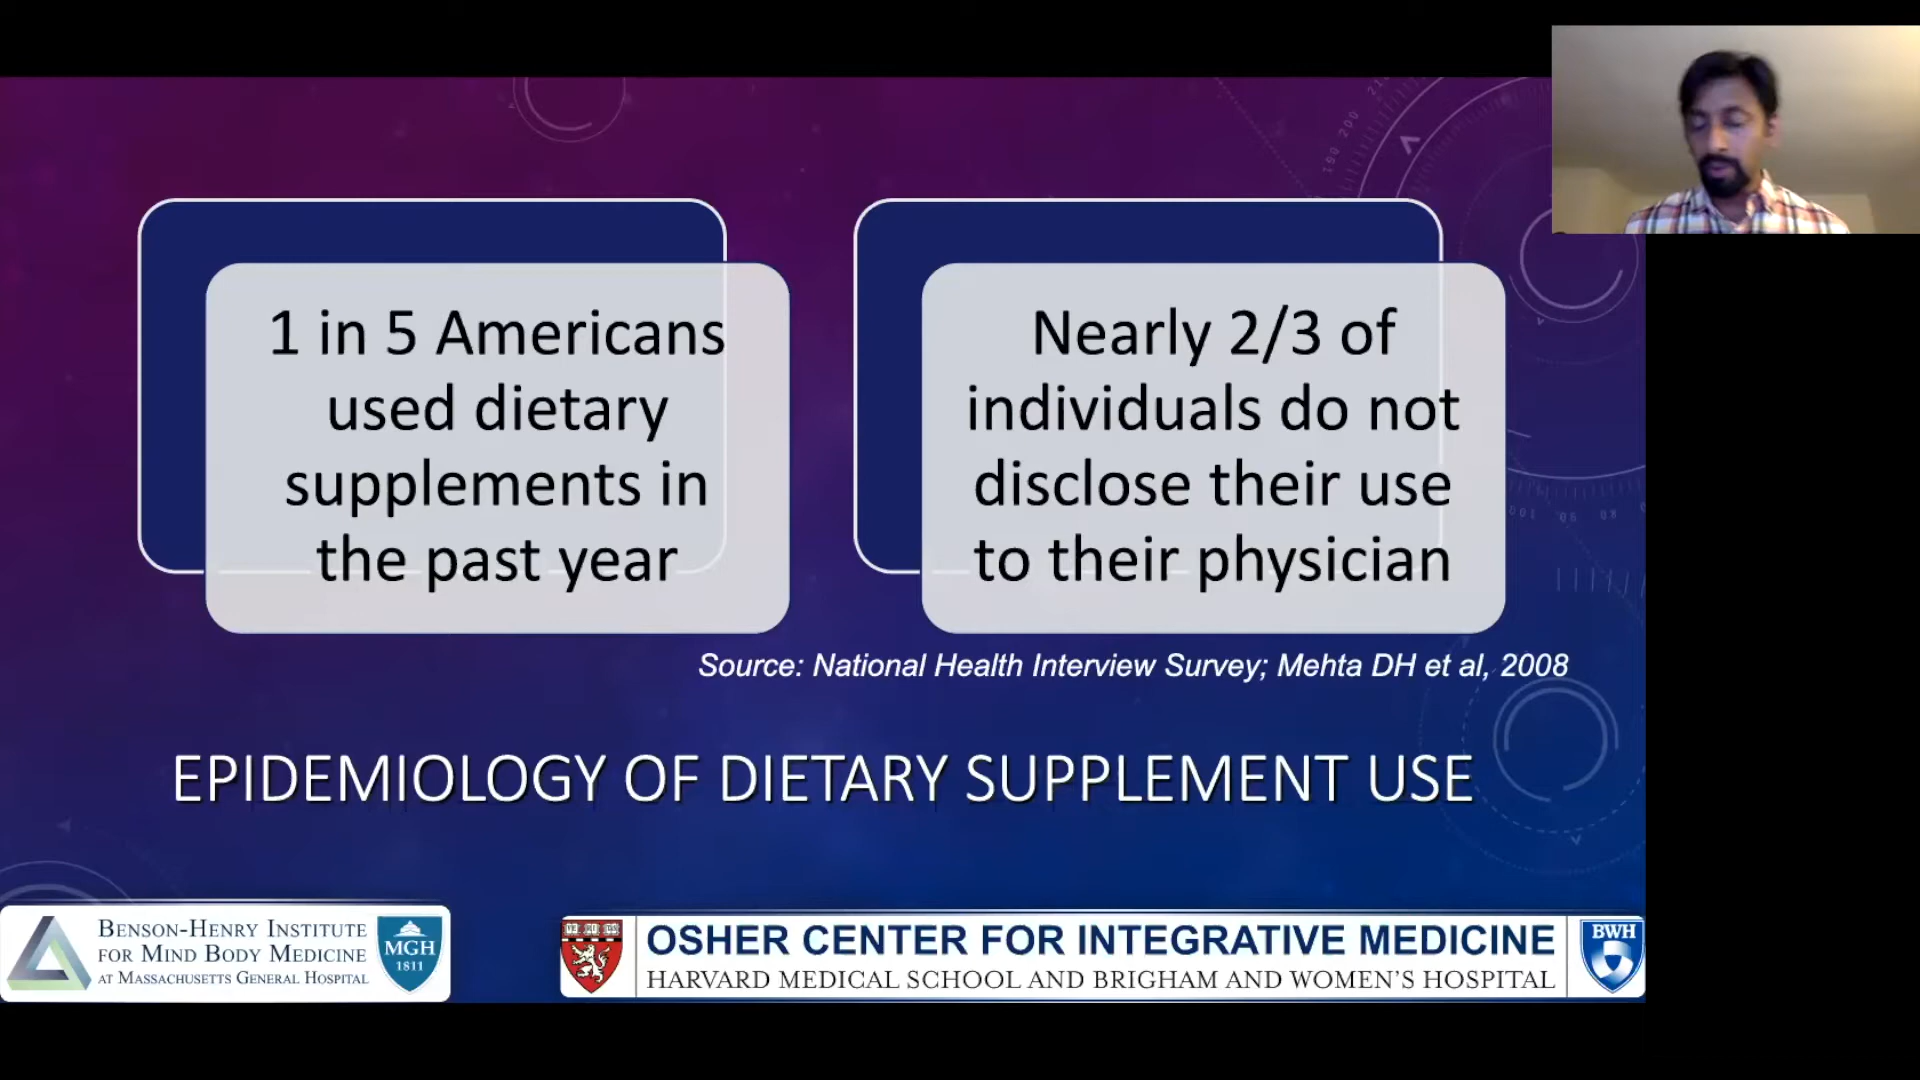 1 in 5 Americans
used dietary
supplements in
the past year
Nearly 2/3 of
individuals do not
disclose their use
to their physician
Source: National Health Interview Survey; Mehta DH et al, 2008
EPIDEMIOLOGY OF DIETARY SUPPLEMENT USE
BENSON-HENRY INSTITUTE
FOR MIND BODY MEDICINE
AT MASSACHUSETTS GENERAL HOSPITAL
MGH
1811
OSHER CENTER FOR INTEGRATIVE MEDICINE
HARVARD MEDICAL SCHOOL AND BRIGHAM AND WOMEN'S HOSPITAL
BWH
190 200